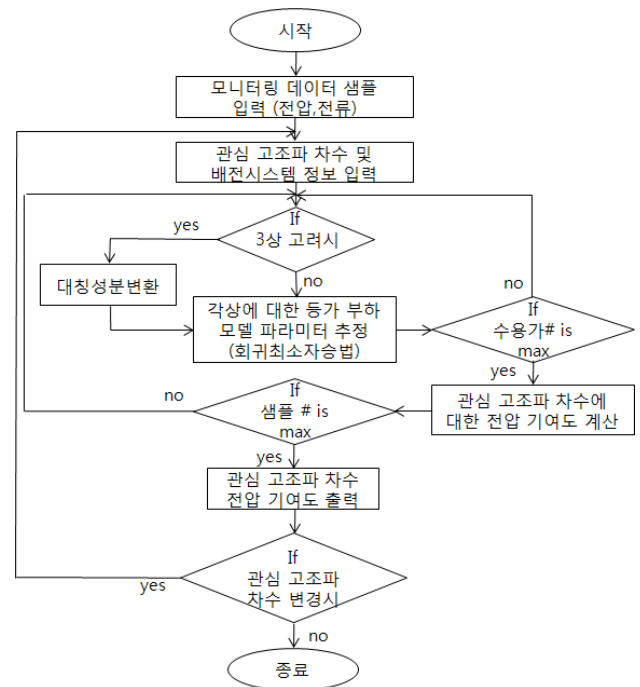 시작
모니터링 데이터 샘플
입력 (전압,전류)
관심 고조파 차수 및
배전시스템 정보 입력
If
3상 고려시
yes
no
대칭성분변환
각상에 대한 등가 부하
모델 파라미터 추정
(회귀최소자승법)
no
If
수용가# is
max
yes
관심 고조파 차수에
대한 전압 기여도 계산
no
If
샘플 # is
max
yes
관심 고조파 차수
전압 기여도 출력
If
관심 고조파
차수 변경시
yes
no
종료